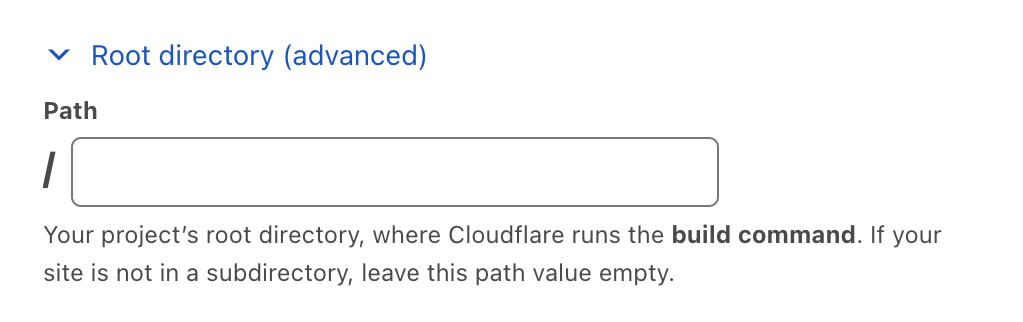 Root directory (advanced)
Path
/
Your project’s root directory, where Cloudflare runs the build command. If your
site is not in a subdirectory, leave this path value empty.